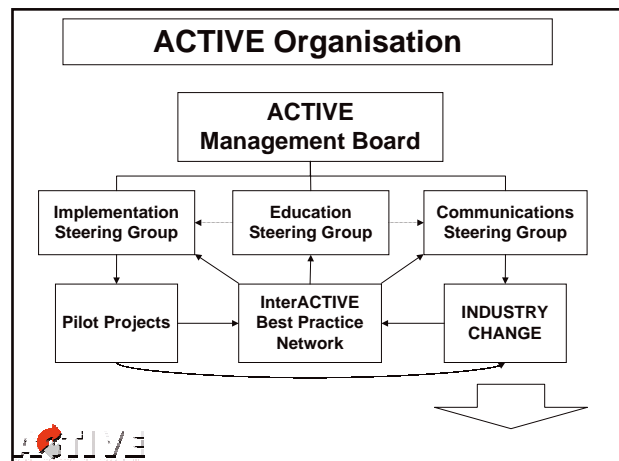 ACTIVE Organisation
ACTIVE
Management Board
Implementation
Steering Group
Education
Steering Group
Communications
Steering Group
Pilot Projects
InterACTIVE
Best Practice
Network
INDUSTRY
CHANGE
ACTIVE